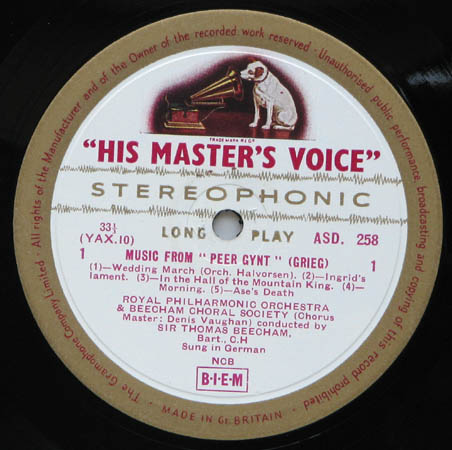 All rights of the Manufacturer and of the Owner of the recorded work reserved · Unauthorised public performance, broadcasting and copying of this record prohibited
TRADE MARK REGD
"HIS MASTER'S VOICE"
STEREOPHONIC
LONG PLAY
33⅓
(YAX.10)
ASD. 258
1 MUSIC FROM "PEER GYNT" (GRIEG) 1
(1)—Wedding March (Orch. Halvorsen). (2)—Ingrid's
lament. (3)—In the Hall of the Mountain King. (4)—
Morning. (5)—Ase's Death
ROYAL PHILHARMONIC ORCHESTRA
& BEECHAM CHORAL SOCIETY (Chorus
Master: Denis Vaughan) conducted by
SIR THOMAS BEECHAM,
Bart., C.H
Sung in German
NCB
B·I·E·M
The Gramophone Company Limited ·
· MADE IN Gt. BRITAIN ·